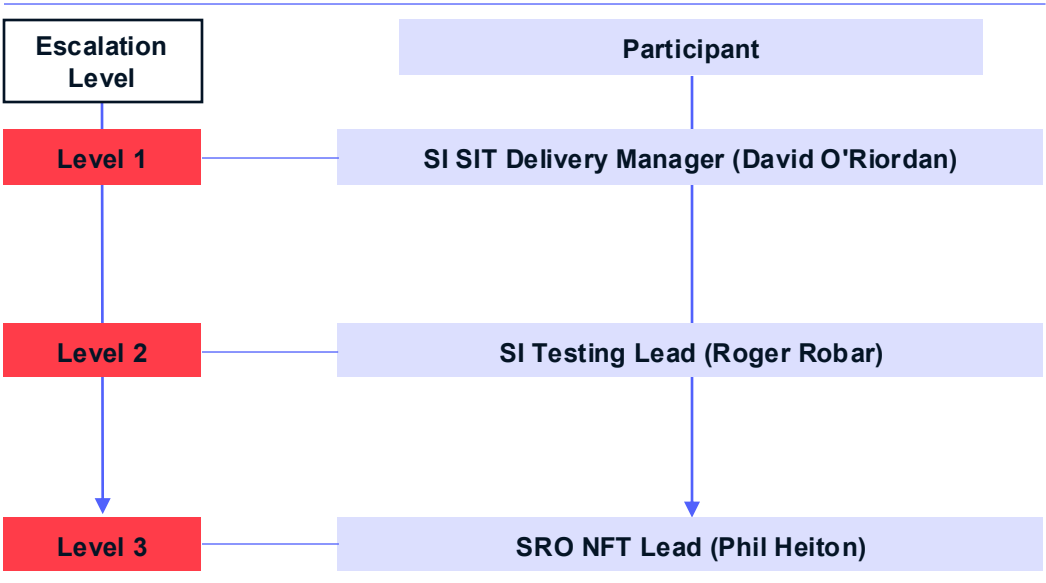 Escalation
Level
Participant
Level 1
SI SIT Delivery Manager (David O'Riordan)
Level 2
SI Testing Lead (Roger Robar)
Level 3
SRO NFT Lead (Phil Heiton)